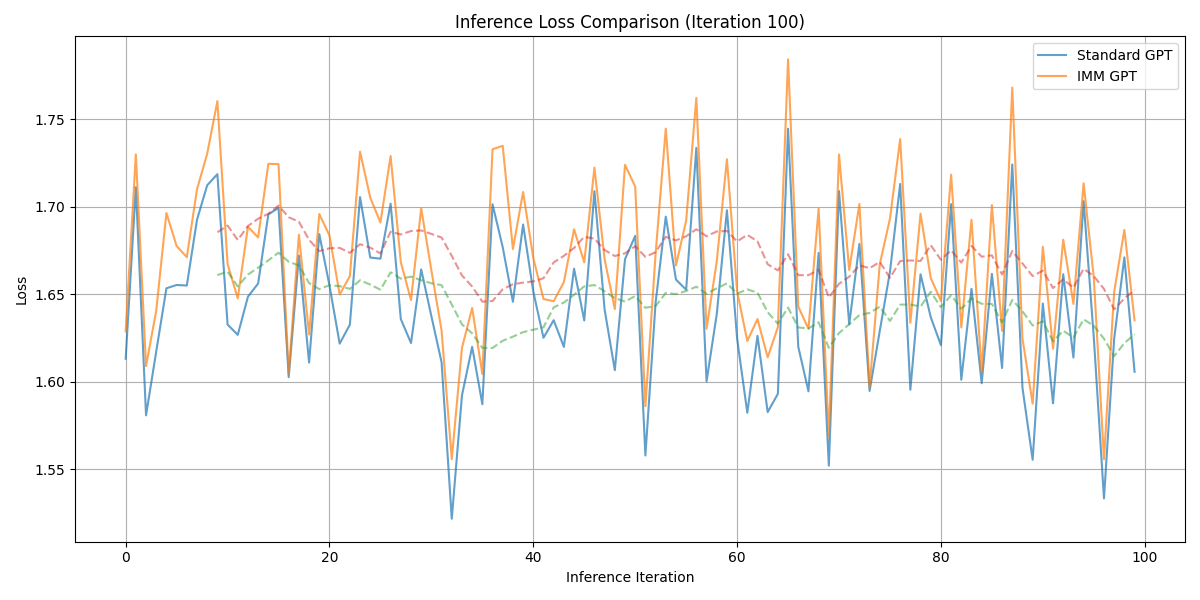 Inference Loss Comparison (Iteration 100)
Standard GPT
IMM GPT
Loss
1.75
1.70
1.65
1.60
1.55
0 20 40 60 80 100
Inference Iteration